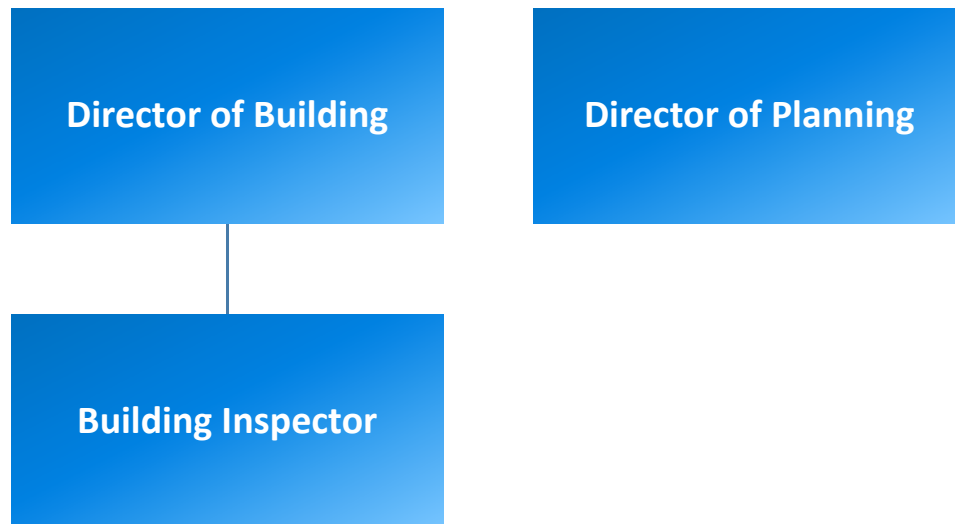 Director of Building
Director of Planning
Building Inspector